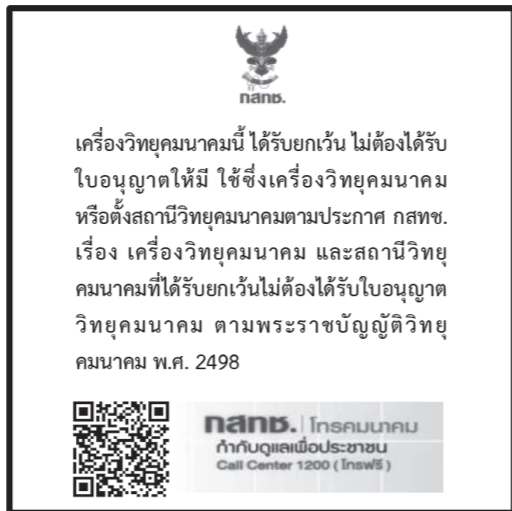 กสทช.
เครื่องวิทยุคมนาคมนี้ ได้รับยกเว้น ไม่ต้องได้รับ
ใบอนุญาตให้มี ใช้ซึ่งเครื่องวิทยุคมนาคม
หรือตั้งสถานีวิทยุคมนาคมตามประกาศ กสทช.
เรื่อง เครื่องวิทยุคมนาคม และสถานีวิทยุ
คมนาคมที่ได้รับยกเว้นไม่ต้องได้รับใบอนุญาต
วิทยุคมนาคม ตามพระราชบัญญัติวิทยุ
คมนาคม พ.ศ. 2498
กสทช. | โทรคมนาคม
กำกับดูแลเพื่อประชาชน
Call Center 1200 (โทรฟรี)